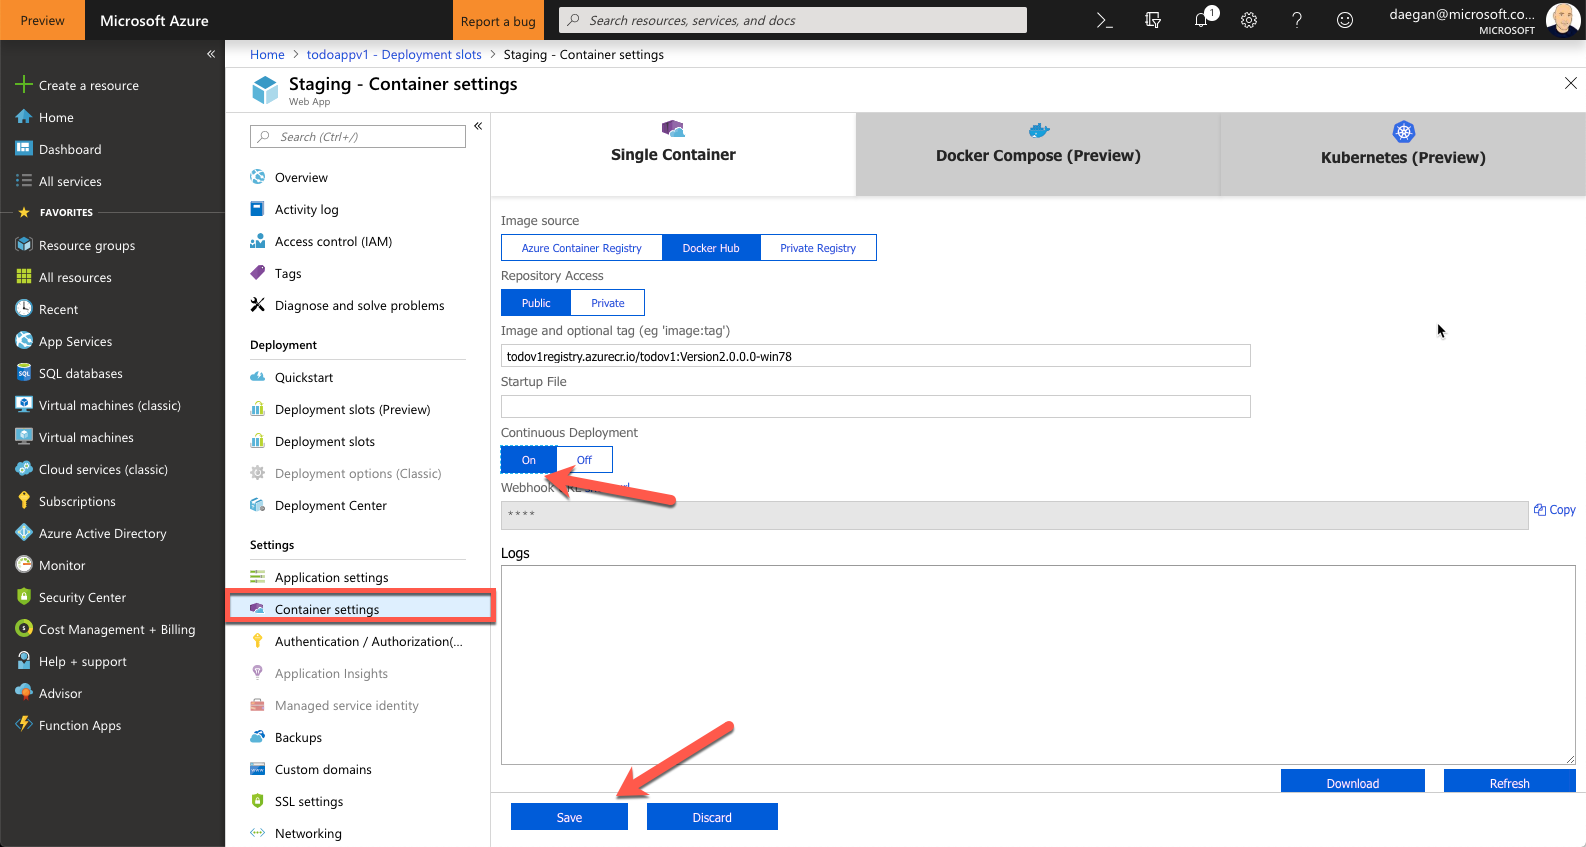 Preview
Microsoft Azure
Report a bug
Search resources, services, and docs
1
daegan@microsoft.co...
MICROSOFT
Create a resource
Home
Dashboard
All services
FAVORITES
Resource groups
All resources
Recent
App Services
SQL databases
Virtual machines (classic)
Virtual machines
Cloud services (classic)
Subscriptions
Azure Active Directory
Monitor
Security Center
Cost Management + Billing
Help + support
Advisor
Function Apps
Home > todoappv1 - Deployment slots > Staging - Container settings
Staging - Container settings
Web App
Search (Ctrl+/)
Overview
Activity log
Access control (IAM)
Tags
Diagnose and solve problems
Deployment
Quickstart
Deployment slots (Preview)
Deployment slots
Deployment options (Classic)
Deployment Center
Settings
Application settings
Container settings
Authentication / Authorization(...
Application Insights
Managed service identity
Backups
Custom domains
SSL settings
Networking
Single Container
Docker Compose (Preview)
Kubernetes (Preview)
Image source
Azure Container Registry Docker Hub Private Registry
Repository Access
Public Private
Image and optional tag (eg 'image:tag')
todov1registry.azurecr.io/todov1:Version2.0.0.0-win78
Startup File
Continuous Deployment
On Off
Webhook
****
Copy
Logs
Download Refresh
Save Discard